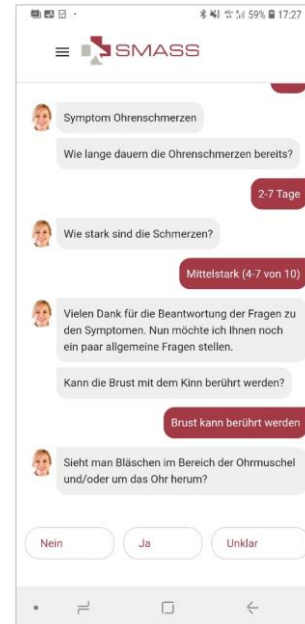 59% 17:27
SMASS
Symptom Ohrenschmerzen
Wie lange dauern die Ohrenschmerzen bereits?
2-7 Tage
Wie stark sind die Schmerzen?
Mittelstark (4-7 von 10)
Vielen Dank für die Beantwortung der Fragen zu
den Symptomen. Nun möchte ich Ihnen noch
ein paar allgemeine Fragen stellen.
Kann die Brust mit dem Kinn berührt werden?
Brust kann berührt werden
Sieht man Bläschen im Bereich der Ohrmuschel
und/oder um das Ohr herum?
Nein Ja Unklar